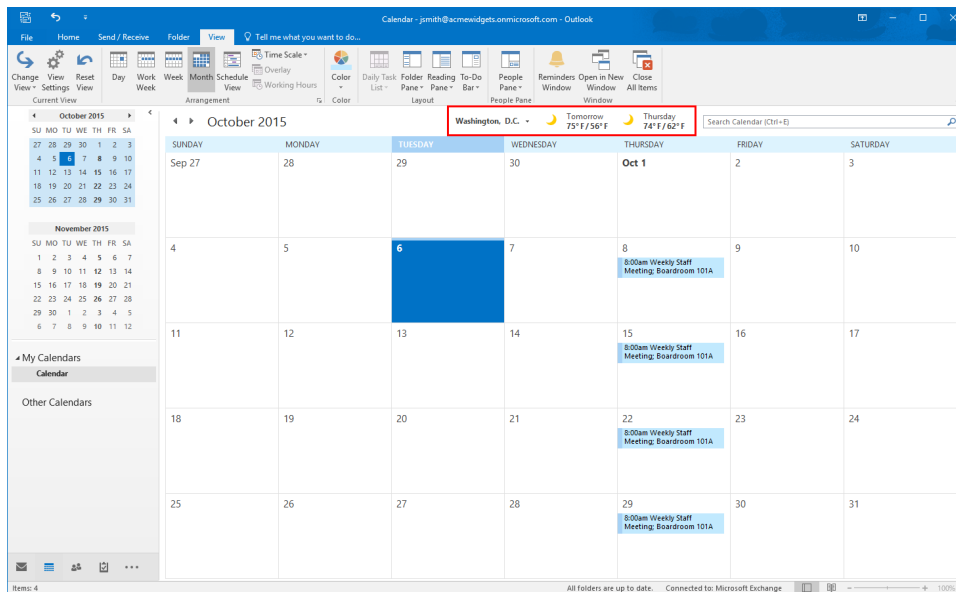 Calendar - jsmith@acmewidgets.onmicrosoft.com - Outlook
File Home Send / Receive Folder View Tell me what you want to do...
Change View
View Settings
Reset View
Day
Work Week
Week
Month
Schedule View
Time Scale
Overlay
Working Hours
Color
Daily Task List
Folder Pane
Reading Pane
To-Do Bar
People Pane
Reminders Window
Open in New Window
Close All Items
Current View Arrangement Color Layout People Pane Window
October 2015
SU MO TU WE TH FR SA
27 28 29 30 1 2 3
4 5 6 7 8 9 10
11 12 13 14 15 16 17
18 19 20 21 22 23 24
25 26 27 28 29 30 31
November 2015
SU MO TU WE TH FR SA
1 2 3 4 5 6 7
8 9 10 11 12 13 14
15 16 17 18 19 20 21
22 23 24 25 26 27 28
29 30 1 2 3 4 5
6 7 8 9 10 11 12
My Calendars
Calendar
Other Calendars
October 2015
Washington, D.C.
Tomorrow
75°F/56°F
Thursday
74°F/62°F
Search Calendar (Ctrl+E)
SUNDAY MONDAY TUESDAY WEDNESDAY THURSDAY FRIDAY SATURDAY
Sep 27 28 29 30 Oct 1 2 3
4 5 6 7 8 9 10
8:00am Weekly Staff
Meeting; Boardroom 101A
11 12 13 14 15 16 17
8:00am Weekly Staff
Meeting; Boardroom 101A
18 19 20 21 22 23 24
8:00am Weekly Staff
Meeting; Boardroom 101A
25 26 27 28 29 30 31
8:00am Weekly Staff
Meeting; Boardroom 101A
Items: 4 All folders are up to date. Connected to: Microsoft Exchange 100%